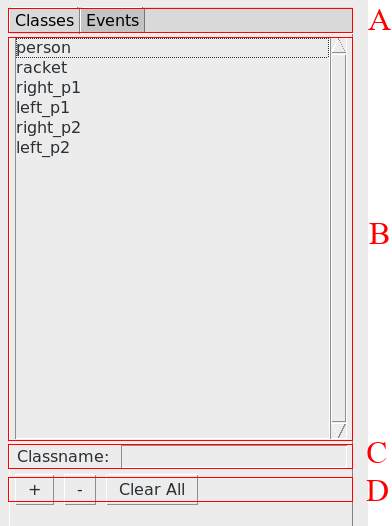 Classes Events A
person
racket
right_p1
left_p1
right_p2
left_p2
B
Classname: C
+ - Clear All D